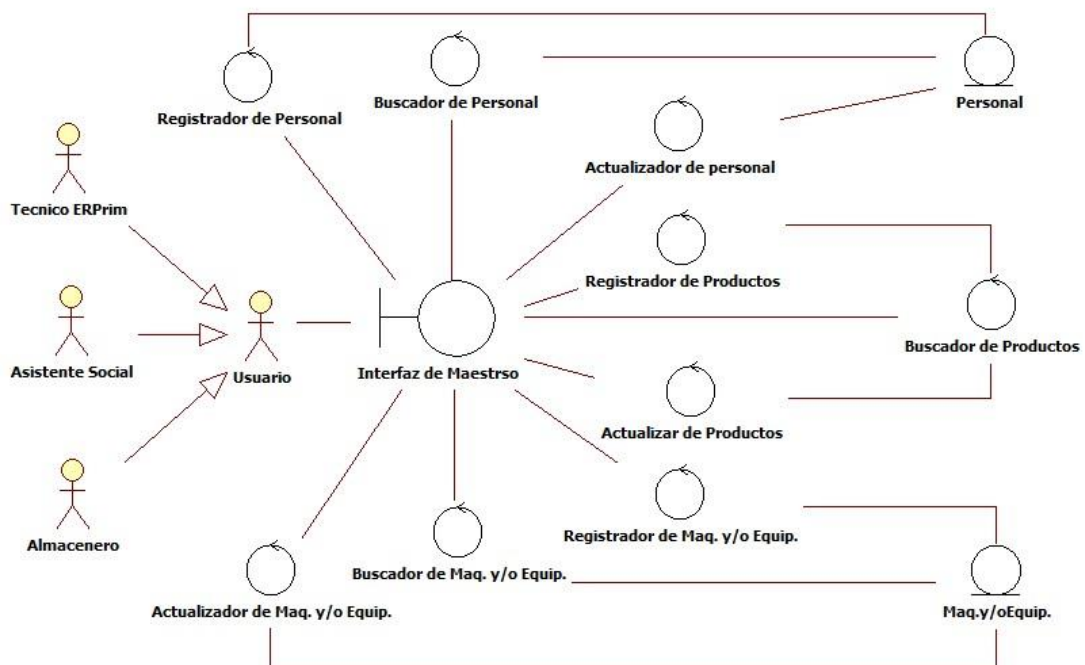 Registrador de Personal
Buscador de Personal
Personal
Actualizador de personal
Tecnico ERPrim
Registrador de Productos
Asistente Social
Usuario
Interfaz de Maestrso
Buscador de Productos
Actualizar de Productos
Almacenero
Registrador de Maq. y/o Equip.
Buscador de Maq. y/o Equip.
Actualizador de Maq. y/o Equip.
Maq.y/oEquip.